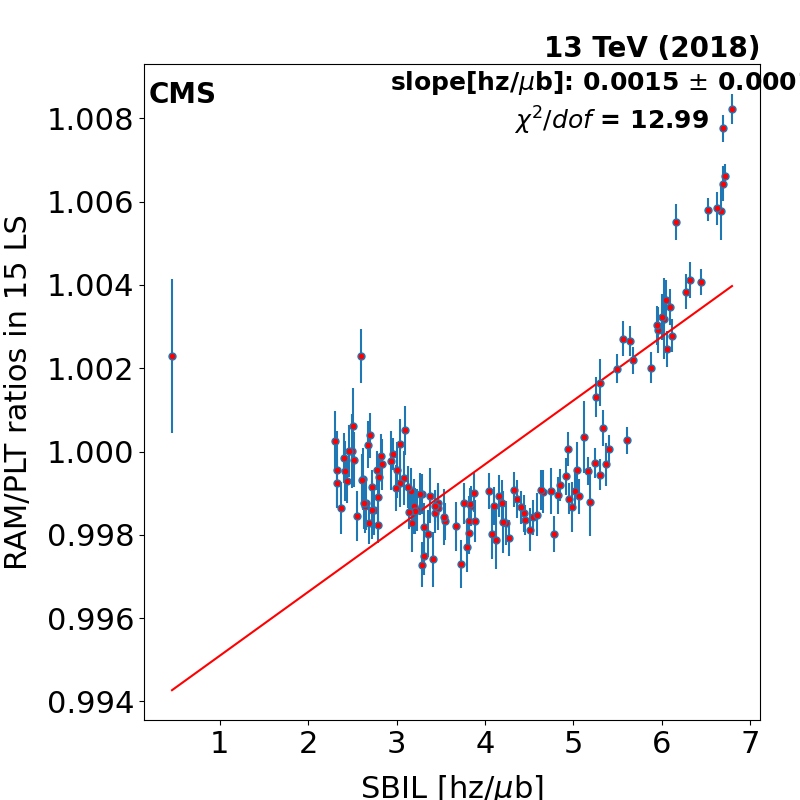 13 TeV (2018)
CMS
slope[hz/μb]: 0.0015 ± 0.000
χ²/dof = 12.99
RAM/PLT ratios in 15 LS
1.008
1.006
1.004
1.002
1.000
0.998
0.996
0.994
1 2 3 4 5 6 7
SBIL [hz/μb]